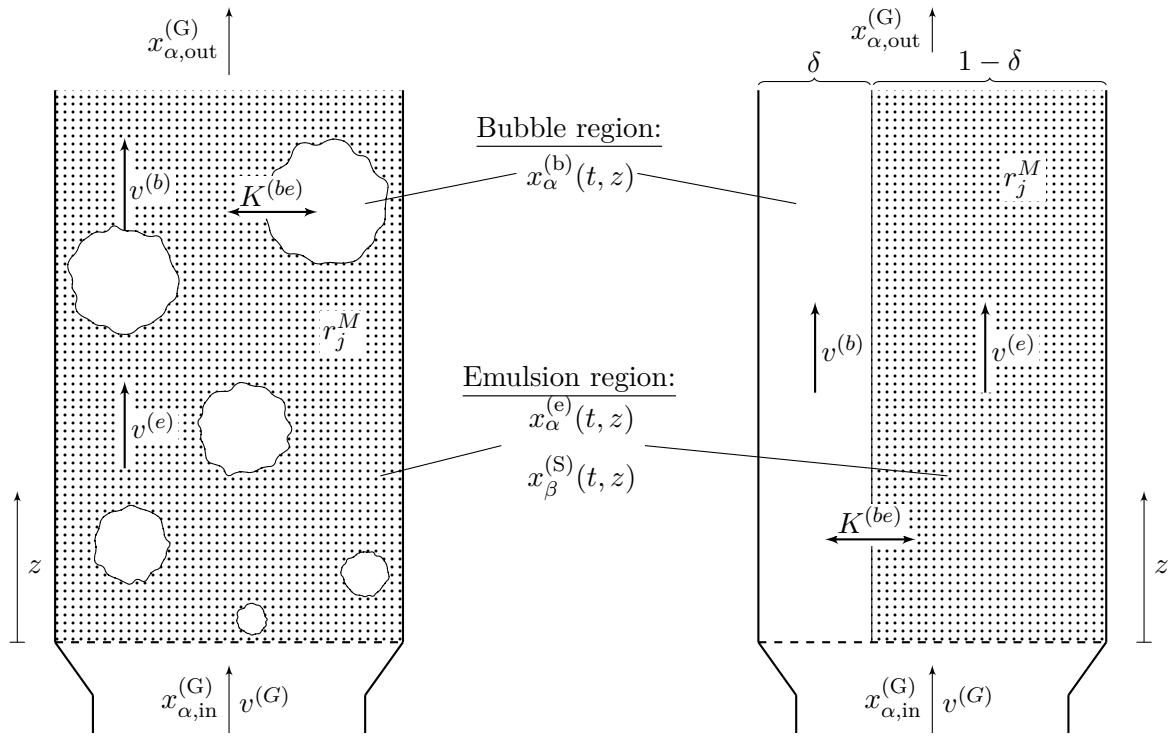 x_{α,out}^{(G)}
v^{(b)}
K^{(be)}
r_j^M
v^{(e)}
z
x_{α,in}^{(G)} v^{(G)}
Bubble region:
x_α^{(b)}(t, z)
Emulsion region:
x_α^{(e)}(t, z)
x_β^{(S)}(t, z)
x_{α,out}^{(G)}
δ 1 − δ
r_j^M
v^{(b)} v^{(e)}
K^{(be)}
z
x_{α,in}^{(G)} v^{(G)}